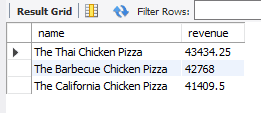 Result Grid Filter Rows:
name revenue
The Thai Chicken Pizza 43434.25
The Barbecue Chicken Pizza 42768
The California Chicken Pizza 41409.5